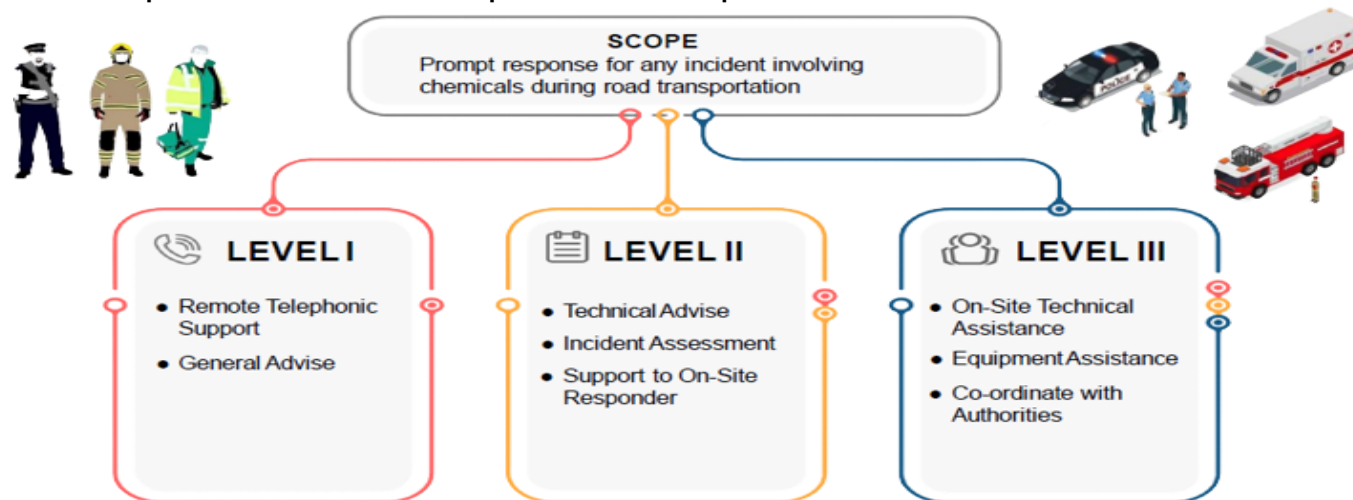 SCOPE
Prompt response for any incident involving
chemicals during road transportation
POLICE
LEVEL I
● Remote Telephonic
Support
● General Advise
LEVEL II
● Technical Advise
● Incident Assessment
● Support to On-Site
Responder
LEVEL III
● On-Site Technical
Assistance
● Equipment Assistance
● Co-ordinate with
Authorities